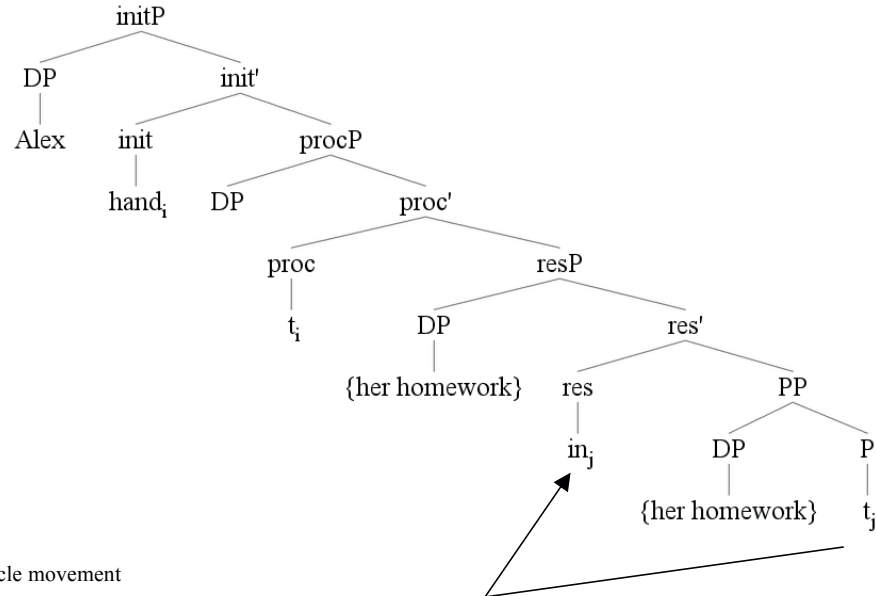 initP
DP init'
Alex init procP
hand_i DP proc'
proc resP
t_i DP res'
{her homework} res PP
in_j DP P
{her homework} t_j
cle movement